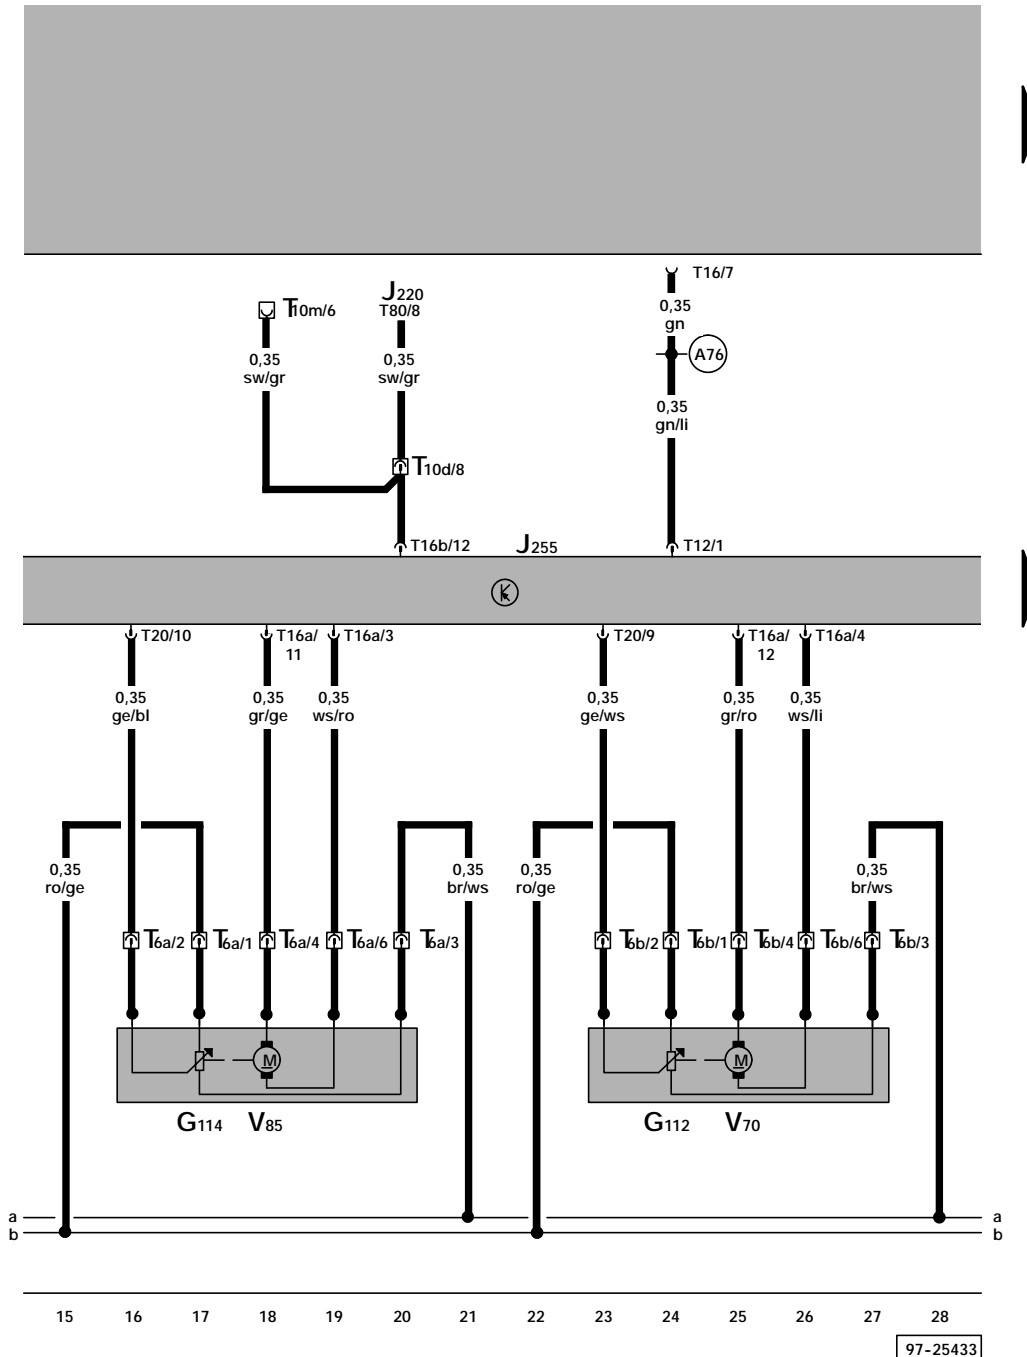 T16/7
J220
T10m/6
T80/8
0,35
gn
A76
0,35
sw/gr
0,35
sw/gr
0,35
gn/li
T10d/8
T16b/12
J255
T12/1
T20/10
T16a/
11
T16a/3
T20/9
T16a/
12
T16a/4
0,35
ge/bl
0,35
gr/ge
0,35
ws/ro
0,35
ge/ws
0,35
gr/ro
0,35
ws/li
0,35
ro/ge
0,35
br/ws
0,35
ro/ge
0,35
br/ws
T6a/2
T6a/1
T6a/4
T6a/6
T6a/3
T6b/2
T6b/1
T6b/4
T6b/6
T6b/3
M
M
G114
V85
G112
V70
a
a
b
b
15 16 17 18 19 20 21 22 23 24 25 26 27 28
97-25433